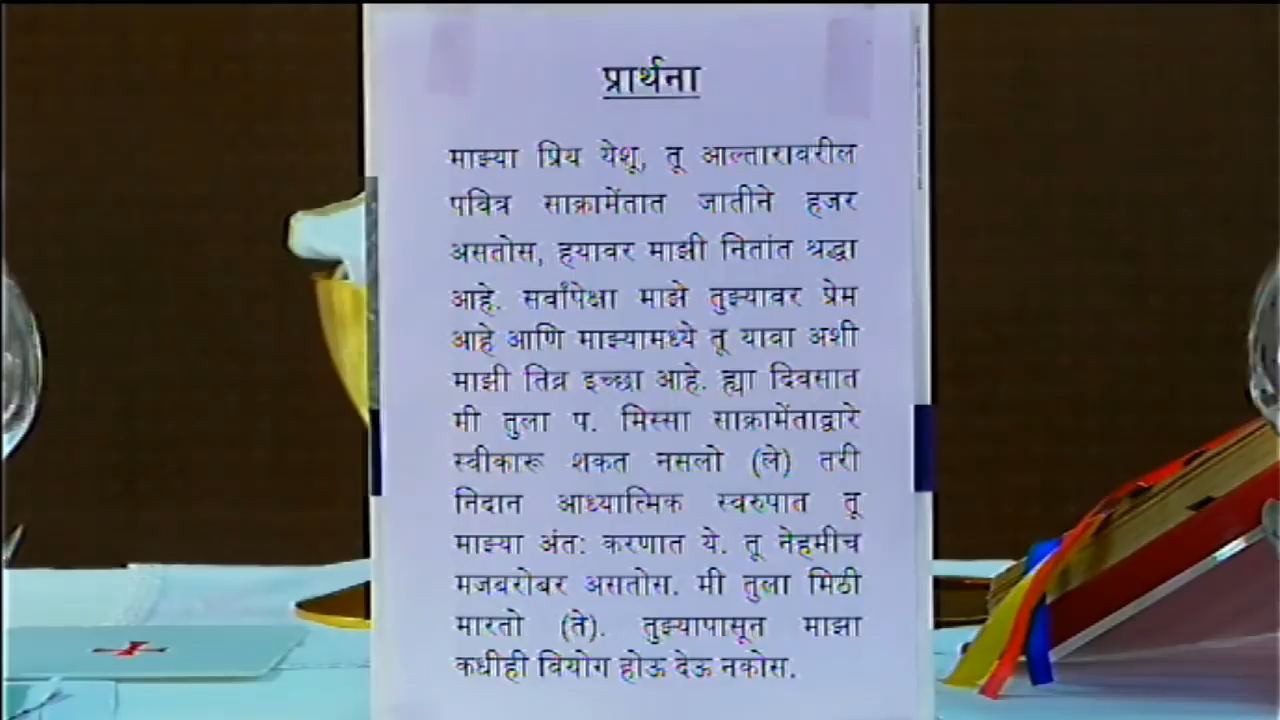 प्रार्थना
माझ्या प्रिय येशू, तू आल्तारावरील
पवित्र साक्रामेंतात जातीने हजर
असतोस, हयावर माझी नितांत श्रद्धा
आहे. सर्वांपेक्षा माझे तुझ्यावर प्रेम
आहे आणि माझ्यामध्ये तू यावा अशी
माझी तिव्र इच्छा आहे. ह्या दिवसात
मी तुला प. मिस्सा साक्रामेंताद्वारे
स्वीकारू शकत नसलो (ले) तरी
निदान आध्यात्मिक स्वरुपात तू
माझ्या अंत: करणात ये. तू नेहमीच
मजबरोबर असतोस. मी तुला मिठी
मारतो (ते). तुझ्यापासून माझा
कधीही वियोग होऊ देऊ नकोस.